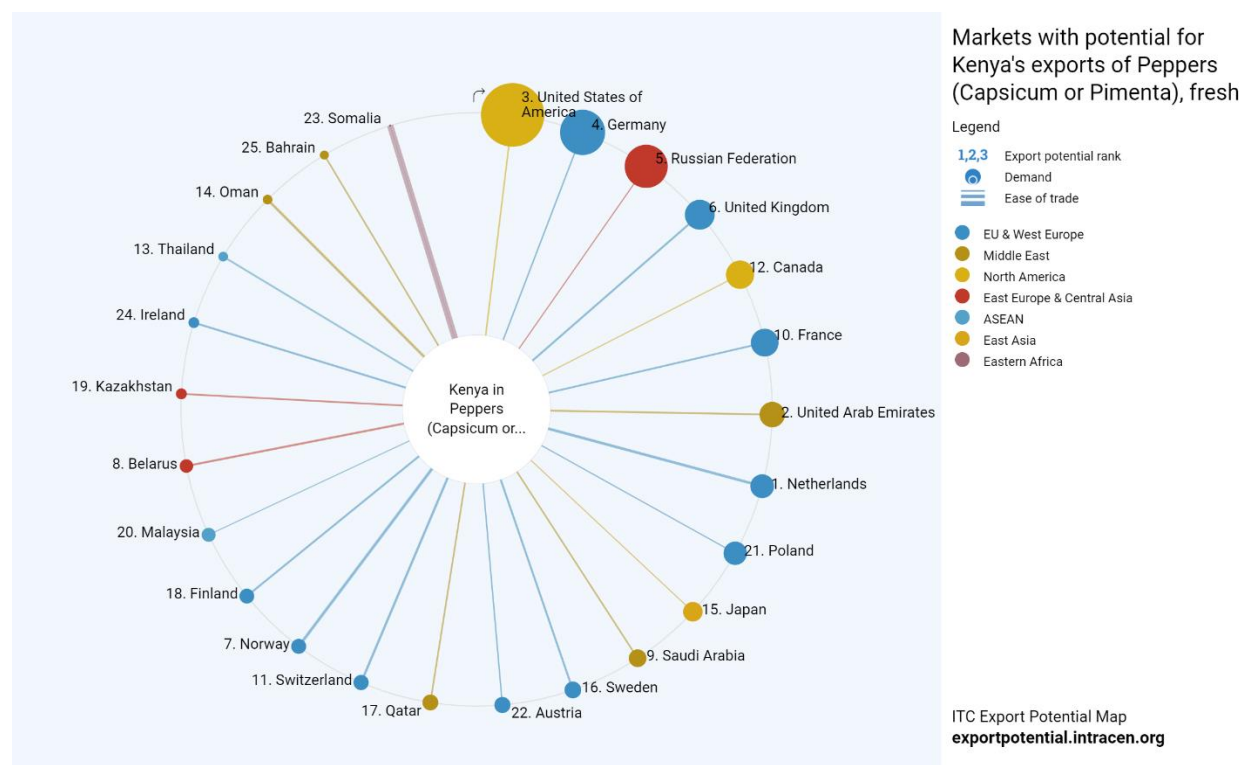 Markets with potential for
Kenya's exports of Peppers
(Capsicum or Pimenta), fresh
Legend
1,2,3 Export potential rank
Demand
Ease of trade
EU & West Europe
Middle East
North America
East Europe & Central Asia
ASEAN
East Asia
Eastern Africa
3. United States of
America
4. Germany
5. Russian Federation
6. United Kingdom
12. Canada
10. France
2. United Arab Emirates
1. Netherlands
21. Poland
15. Japan
9. Saudi Arabia
16. Sweden
22. Austria
17. Qatar
11. Switzerland
7. Norway
18. Finland
20. Malaysia
8. Belarus
19. Kazakhstan
24. Ireland
13. Thailand
14. Oman
25. Bahrain
23. Somalia
Kenya in
Peppers
(Capsicum or...
ITC Export Potential Map
exportpotential.intracen.org